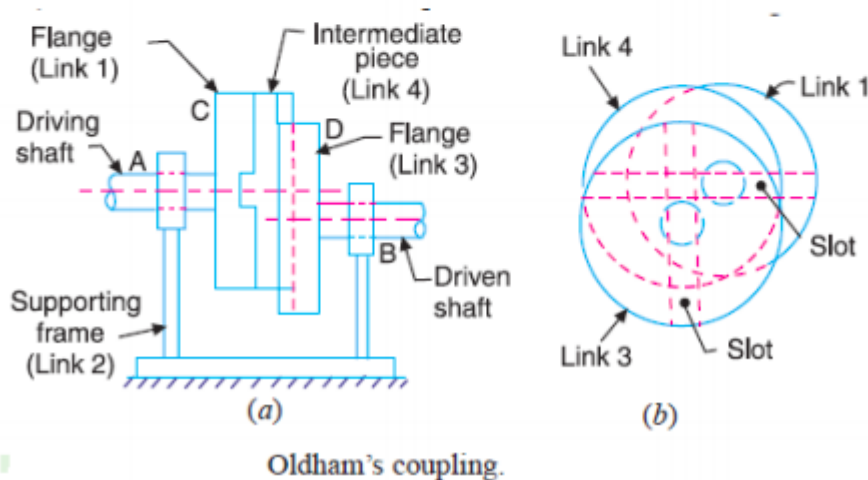 Flange
(Link 1)
Intermediate
piece
(Link 4)
C
D
Driving
shaft
A
Flange
(Link 3)
B
Driven
shaft
Supporting
frame
(Link 2)
(a)
Link 4
Link 1
Slot
Slot
Link 3
(b)
Oldham's coupling.